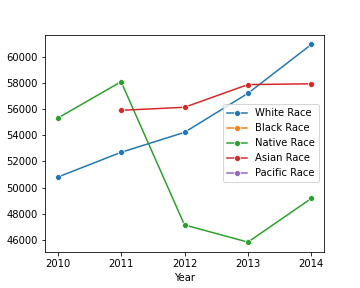 60000
58000
56000
54000
52000
50000
48000
46000
White Race
Black Race
Native Race
Asian Race
Pacific Race
2010 2011 2012 2013 2014
Year